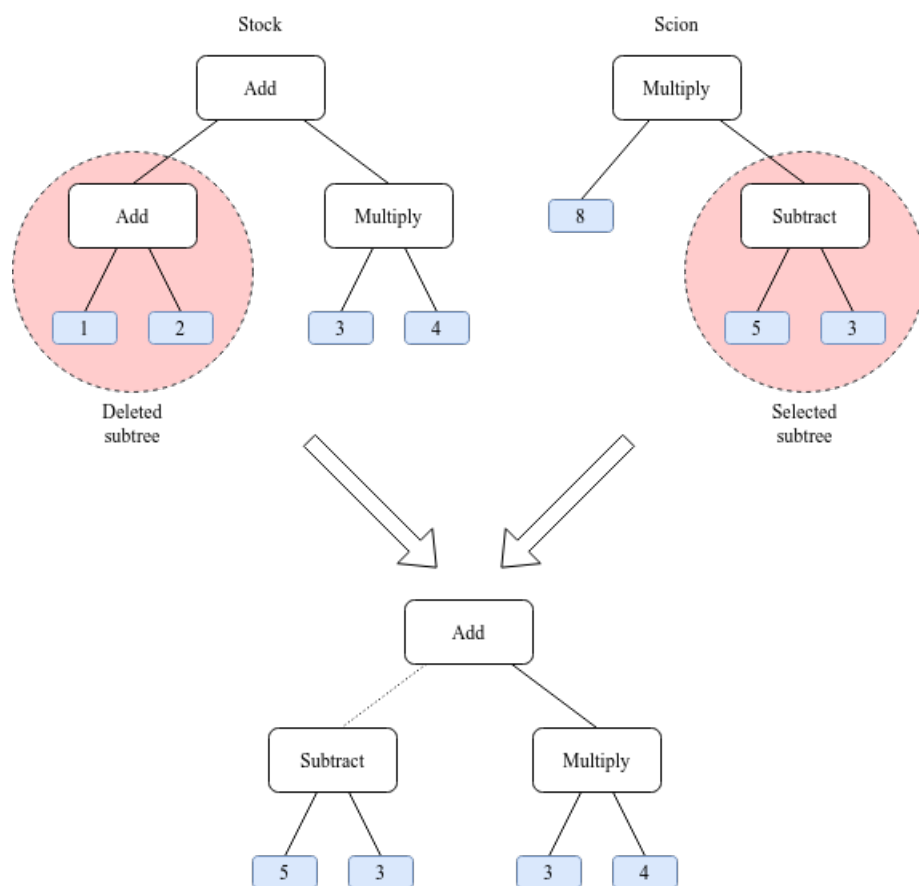 Stock
Scion
Add
Multiply
Add
Multiply
8
Subtract
1
2
3
4
5
3
Deleted
subtree
Selected
subtree
Add
Subtract
Multiply
5
3
3
4